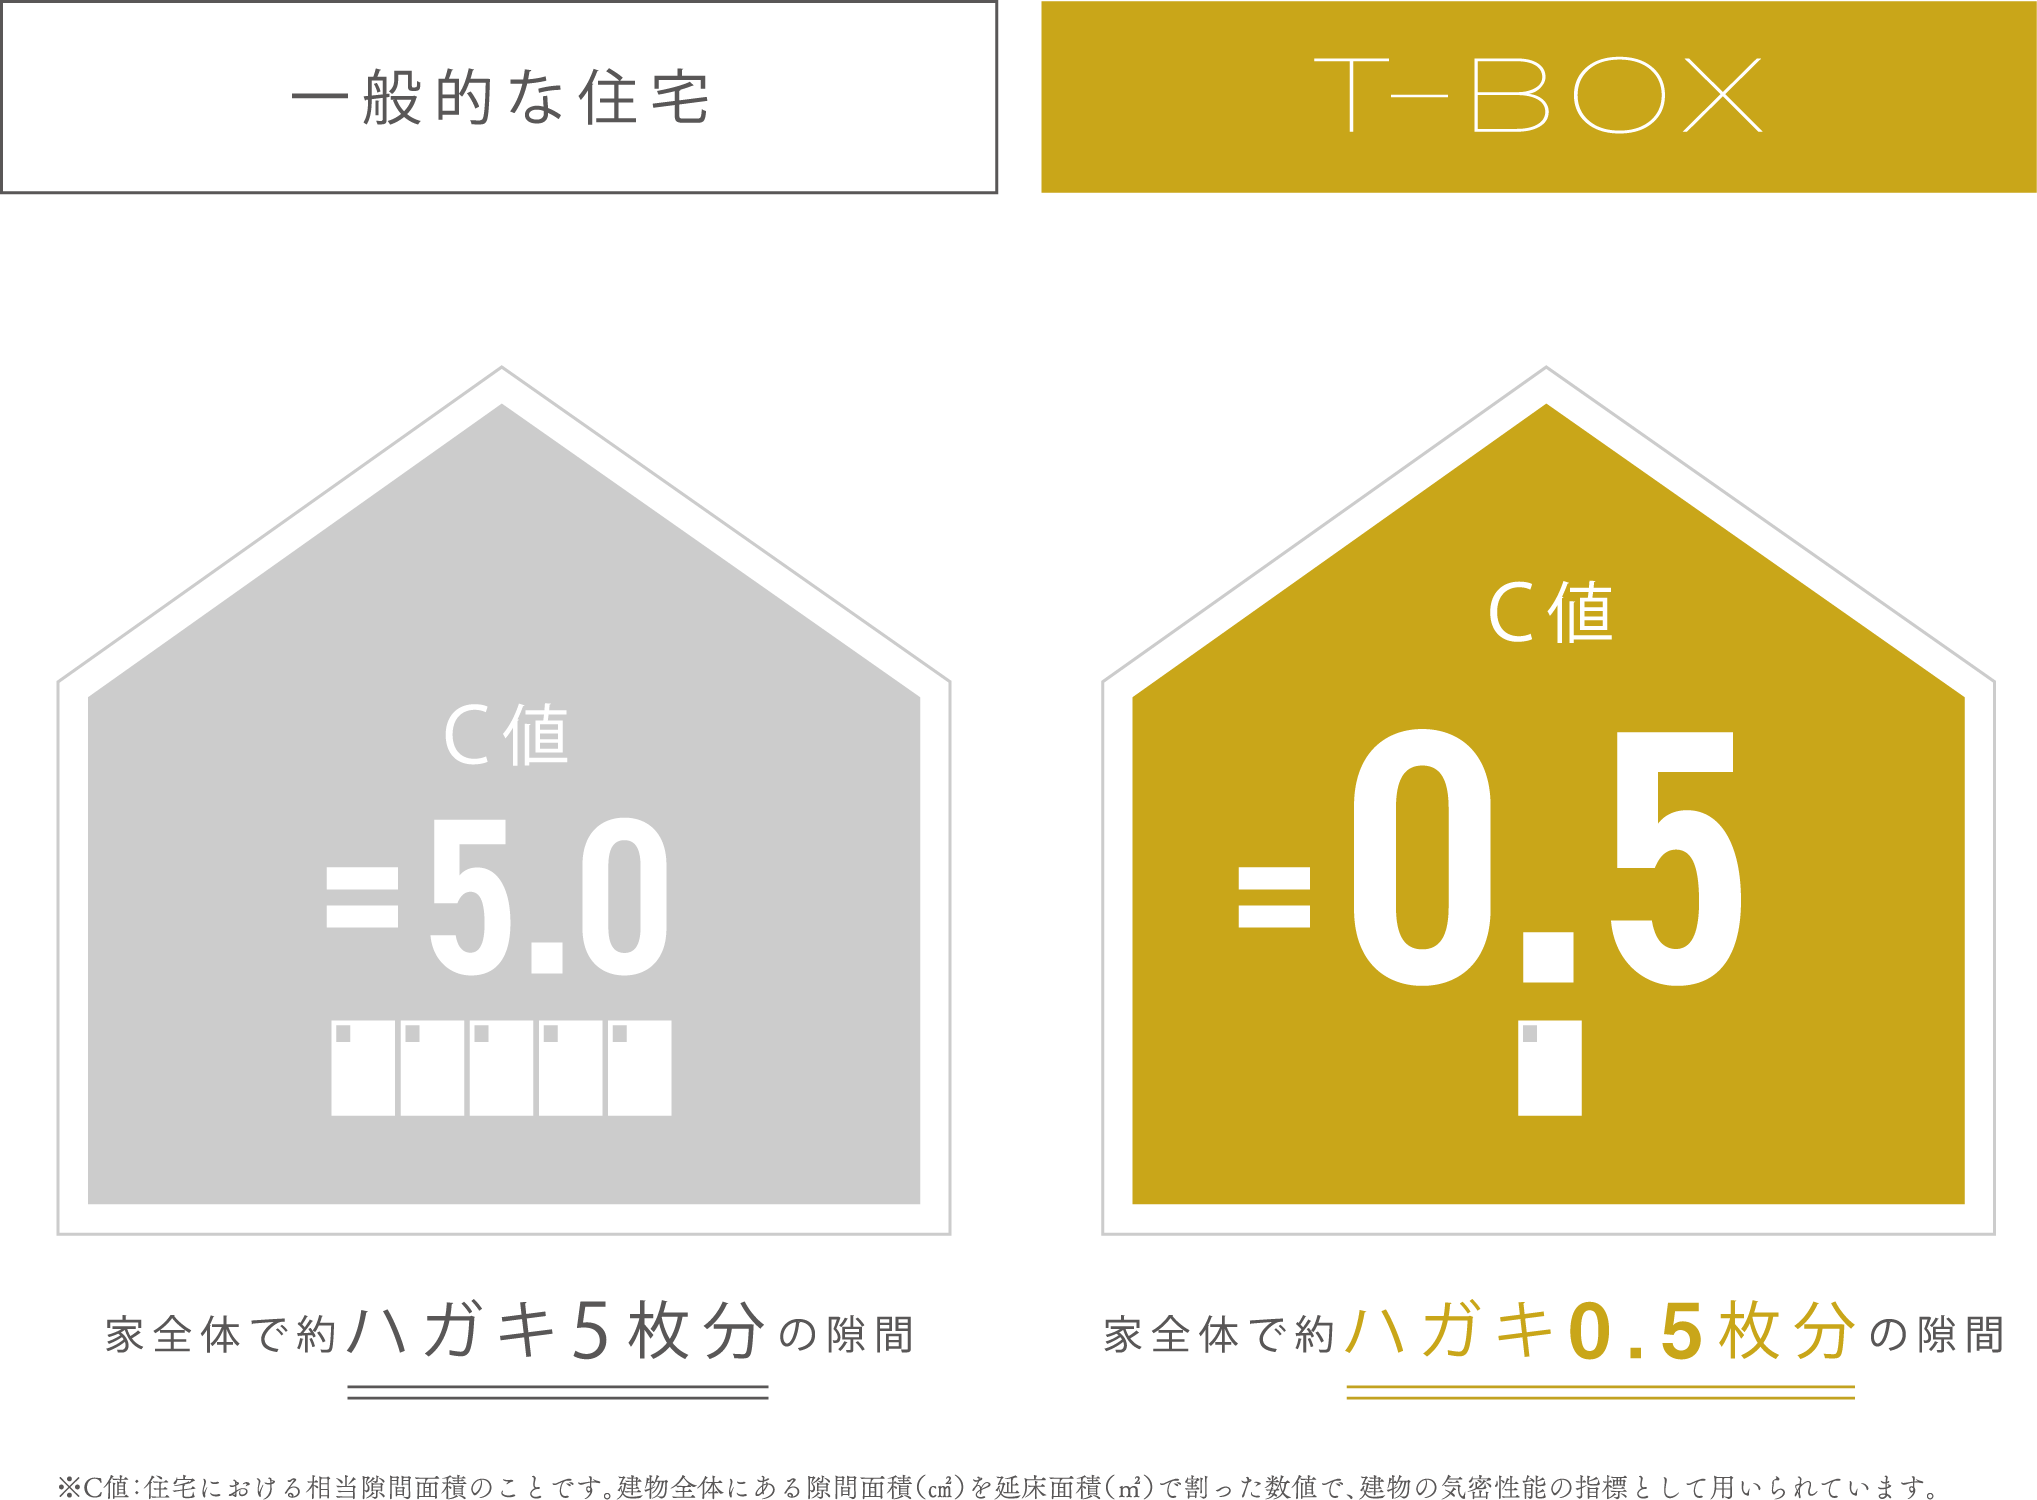 一般的な住宅
T-BOX
C値
=5.0
C値
=0.5
家全体で約ハガキ5枚分の隙間
家全体で約ハガキ0.5枚分の隙間
※C値：住宅における相当隙間面積のことです。建物全体にある隙間面積(㎠)を延床面積(㎡)で割った数値で、建物の気密性能の指標として用いられています。